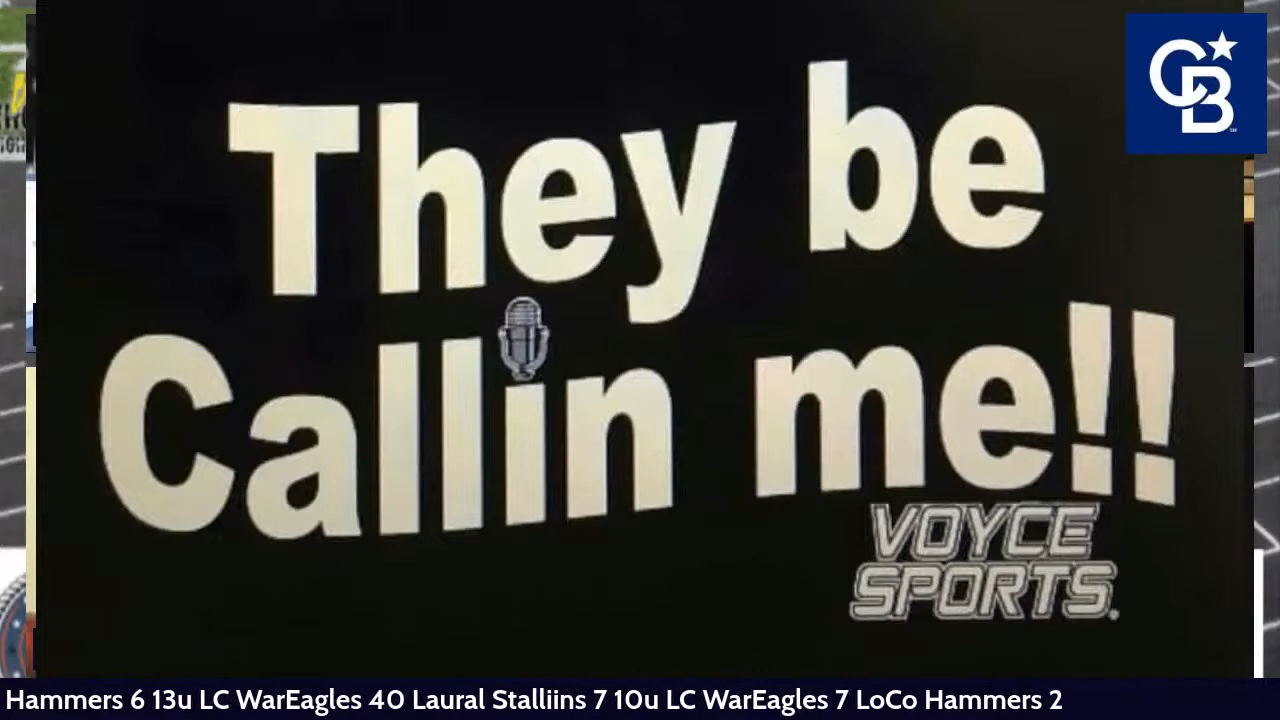 CB
They be
Callin me!!
VOYCE
SPORTS.
Hammers 6 13u LC WarEagles 40 Laural Stalliins 7 10u LC WarEagles 7 LoCo Hammers 2